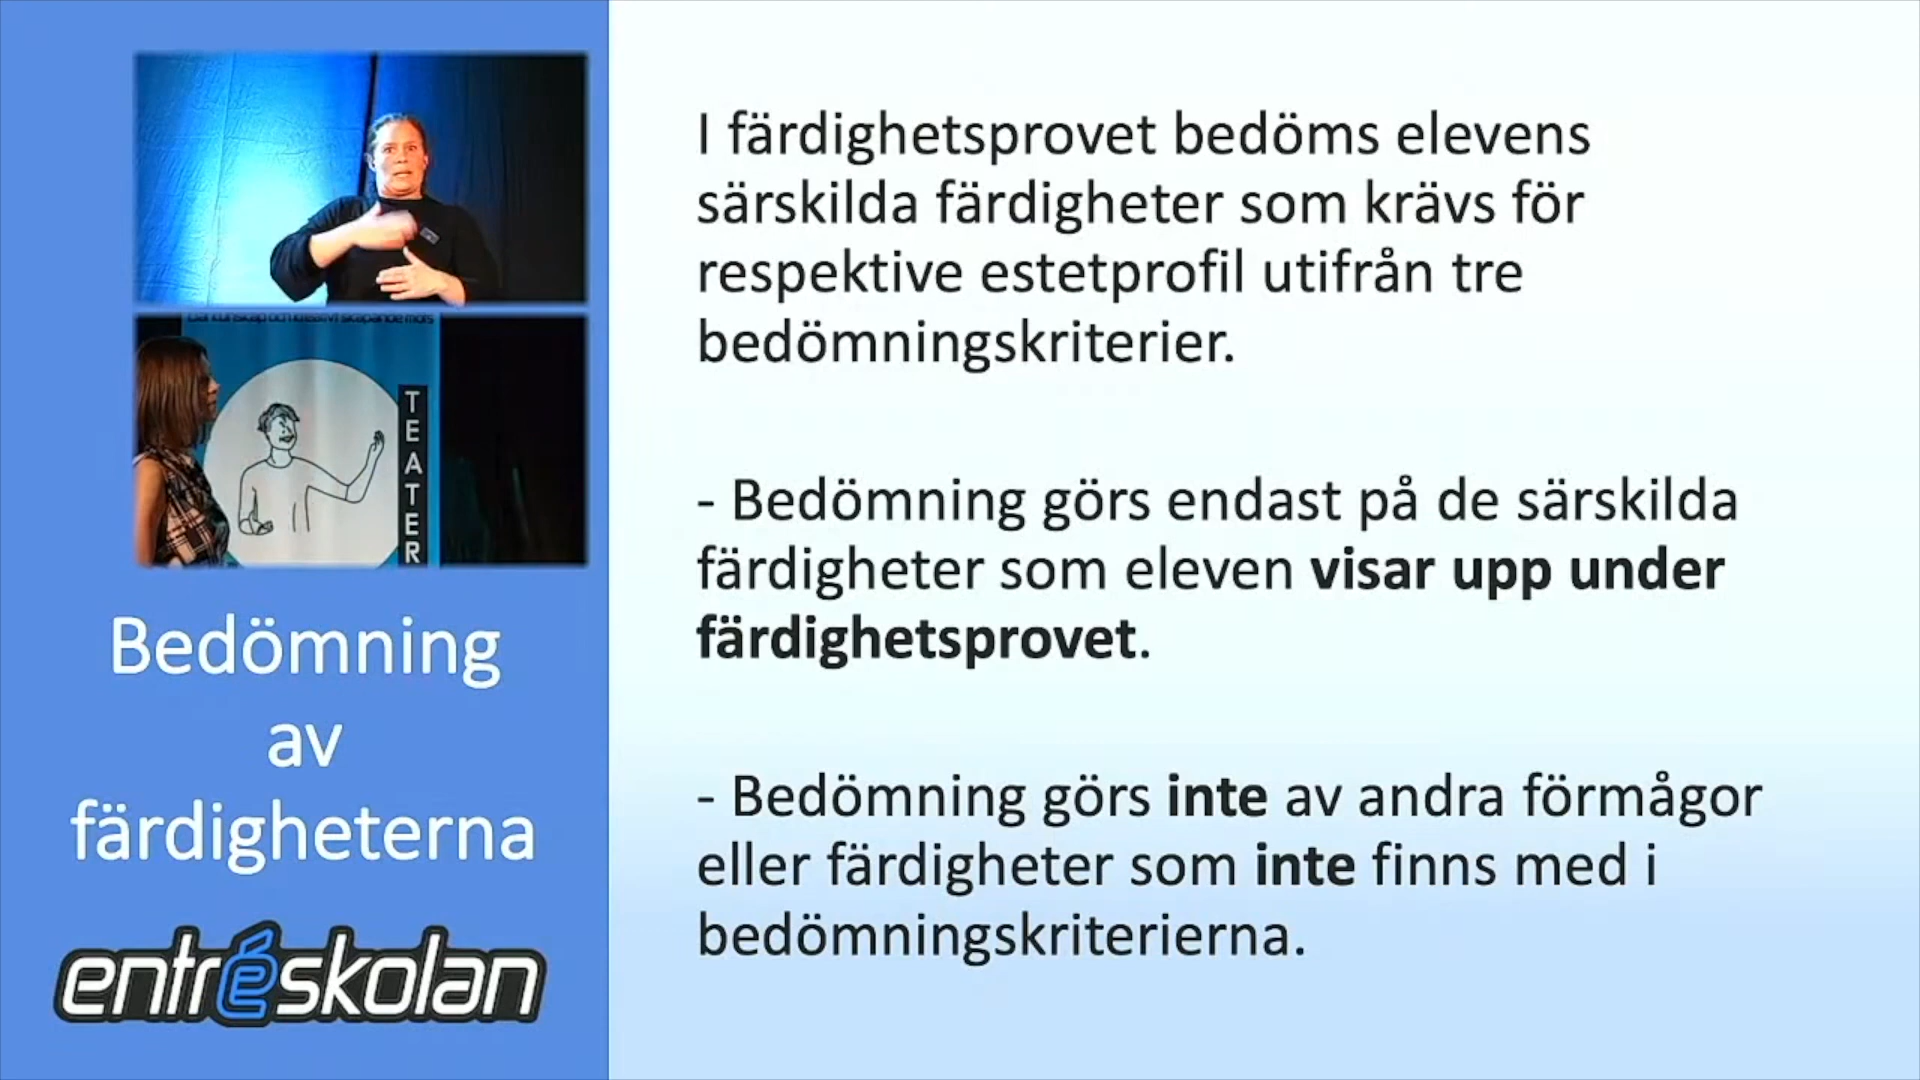 I färdighetsprovet bedöms elevens
särskilda färdigheter som krävs för
respektive estetprofil utifrån tre
bedömningskriterier.
- Bedömning görs endast på de särskilda
färdigheter som eleven visar upp under
färdighetsprovet.
- Bedömning görs inte av andra förmågor
eller färdigheter som inte finns med i
bedömningskriterierna.
TEATER
Bedömning
av
färdigheterna
entréskolan